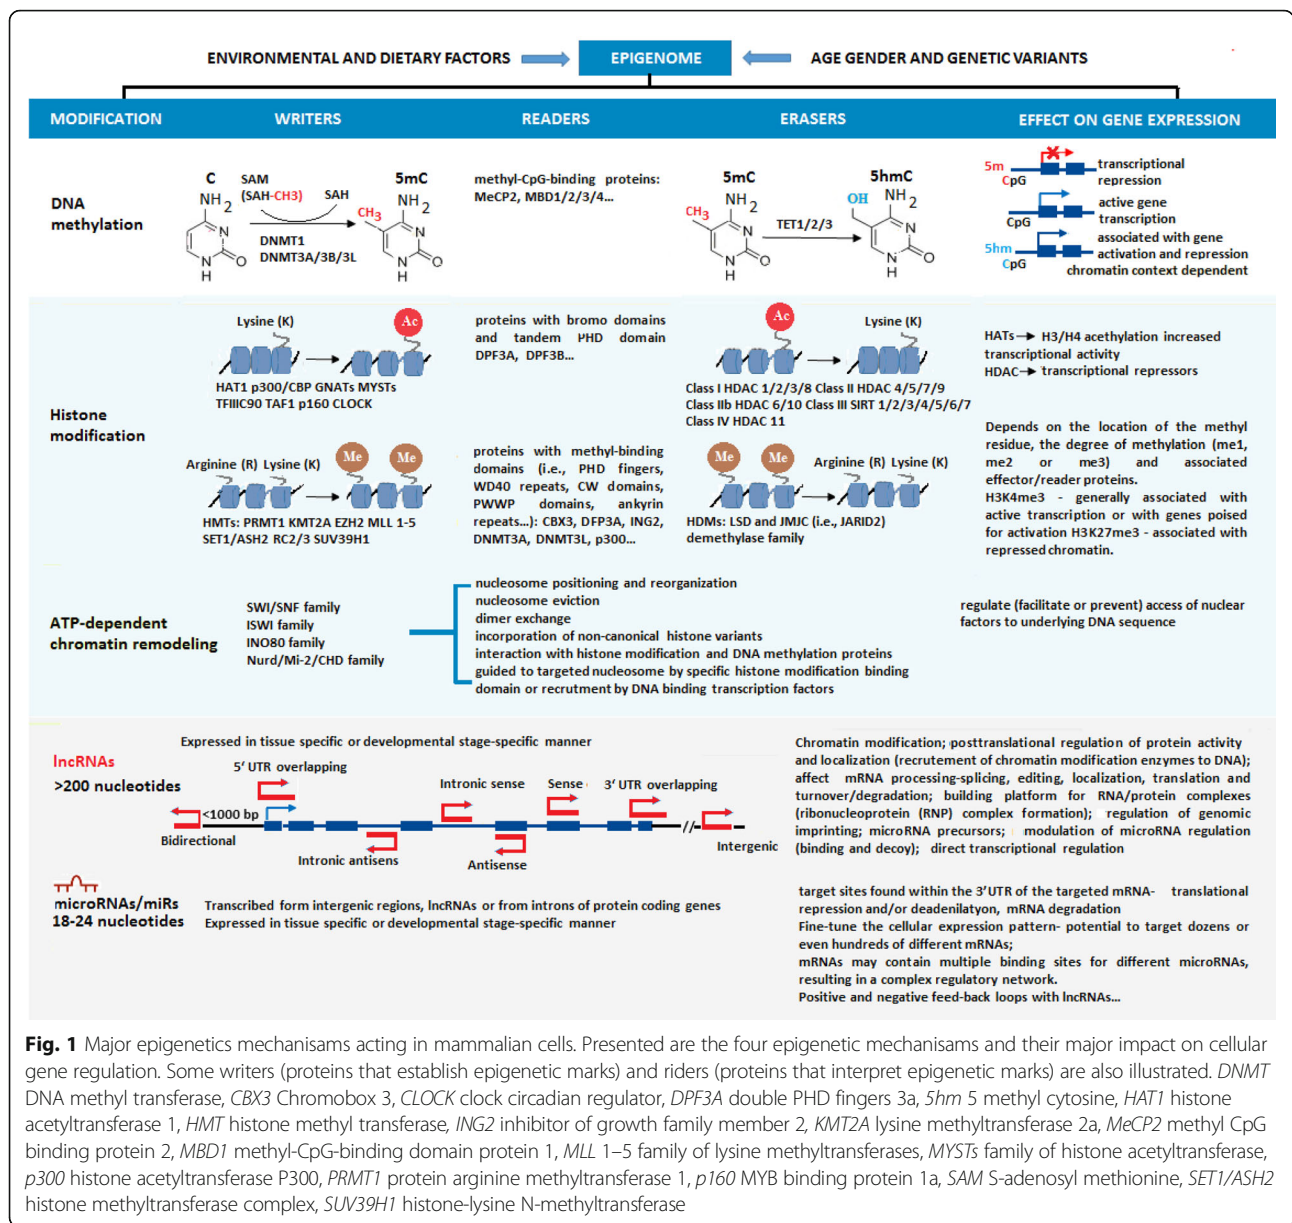 ENVIRONMENTAL AND DIETARY FACTORS EPIGENOME AGE GENDER AND GENETIC VARIANTS
MODIFICATION WRITERS READERS ERASERS EFFECT ON GENE EXPRESSION
DNA
methylation
C
SAM
(SAH-CH3)
SAH
5mC
NH2
N
O
N
H
DNMT1
DNMT3A/3B/3L
CH3
NH2
N
O
N
H
methyl-CpG-binding proteins:
MeCP2, MBD1/2/3/4...
5mC
CH3
NH2
N
O
N
H
TET1/2/3
5hmC
OH
NH2
N
O
N
H
5m
CpG
transcriptional
repression
CpG
active gene
transcription
5hm
CpG
associated with gene
activation and repression
chromatin context dependent
Histone
modification
Lysine (K)
Ac
HAT1 p300/CBP GNATs MYSTs
TFIIIC90 TAF1 p160 CLOCK
proteins with bromo domains
and tandem PHD domain
DPF3A, DPF3B...
Ac
Lysine (K)
Class I HDAC 1/2/3/8 Class II HDAC 4/5/7/9
Class IIb HDAC 6/10 Class III SIRT 1/2/3/4/5/6/7
Class IV HDAC 11
HATs H3/H4 acethylation increased
transcriptional activity
HDAC transcriptional repressors
Arginine (R) Lysine (K)
Me
Me
HMTs: PRMT1 KMT2A EZH2 MLL 1-5
SET1/ASH2 RC2/3 SUV39H1
proteins with methyl-binding
domains (i.e., PHD fingers,
WD40 repeats, CW domains,
PWWP domains, ankyrin
repeats...): CBX3, DFP3A, ING2,
DNMT3A, DNMT3L, p300...
Me
Me
Arginine (R) Lysine (K)
HDMs: LSD and JMJC (i.e., JARID2)
demethylase family
Depends on the location of the methyl
residue, the degree of methylation (me1,
me2 or me3) and associated
effector/reader proteins.
H3K4me3 - generally associated with
active transcription or with genes poised
for activation H3K27me3 - associated with
repressed chromatin.
ATP-dependent
chromatin remodeling
SWI/SNF family
ISWI family
INO80 family
Nurd/Mi-2/CHD family
nucleosome positioning and reorganization
nucleosome eviction
dimer exchange
incorporation of non-canonical histone variants
interaction with histone modification and DNA methylation proteins
guided to targeted nucleosome by specific histone modification binding
domain or recrutment by DNA binding transcription factors
regulate (facilitate or prevent) access of nuclear
factors to underlying DNA sequence
lncRNAs
>200 nucleotides
Expressed in tissue specific or developmental stage-specific manner
5' UTR overlapping
Intronic sense
Sense
3' UTR overlapping
<1000 bp
//
Bidirectional
Intronic antisens
Antisense
Intergenic
Chromatin modification; posttranslational regulation of protein activity
and localization (recrutement of chromatin modification enzymes to DNA);
affect mRNA processing-splicing, editing, localization, translation and
turnover/degradation; building platform for RNA/protein complexes
(ribonucleoprotein (RNP) complex formation); regulation of genomic
imprinting; microRNA precursors; modulation of microRNA regulation
(binding and decoy); direct transcriptional regulation
microRNAs/miRs
18-24 nucleotides
Transcribed form intergenic regions, lncRNAs or from introns of protein coding genes
Expressed in tissue specific or developmental stage-specific manner
target sites found within the 3'UTR of the targeted mRNA- translational
repression and/or deadenilatyon, mRNA degradation
Fine-tune the cellular expression pattern- potential to target dozens or
even hundreds of different mRNAs;
mRNAs may contain multiple binding sites for different microRNAs,
resulting in a complex regulatory network.
Positive and negative feed-back loops with lncRNAs...
Fig. 1 Major epigenetics mechanisams acting in mammalian cells. Presented are the four epigenetic mechanisams and their major impact on cellular
gene regulation. Some writers (proteins that establish epigenetic marks) and riders (proteins that interpret epigenetic marks) are also illustrated. DNMT
DNA methyl transferase, CBX3 Chromobox 3, CLOCK clock circadian regulator, DPF3A double PHD fingers 3a, 5hm 5 methyl cytosine, HAT1 histone
acetyltransferase 1, HMT histone methyl transferase, ING2 inhibitor of growth family member 2, KMT2A lysine methyltransferase 2a, MeCP2 methyl CpG
binding protein 2, MBD1 methyl-CpG-binding domain protein 1, MLL 1–5 family of lysine methyltransferases, MYSTs family of histone acetyltransferase,
p300 histone acetyltransferase P300, PRMT1 protein arginine methyltransferase 1, p160 MYB binding protein 1a, SAM S-adenosyl methionine, SET1/ASH2
histone methyltransferase complex, SUV39H1 histone-lysine N-methyltransferase